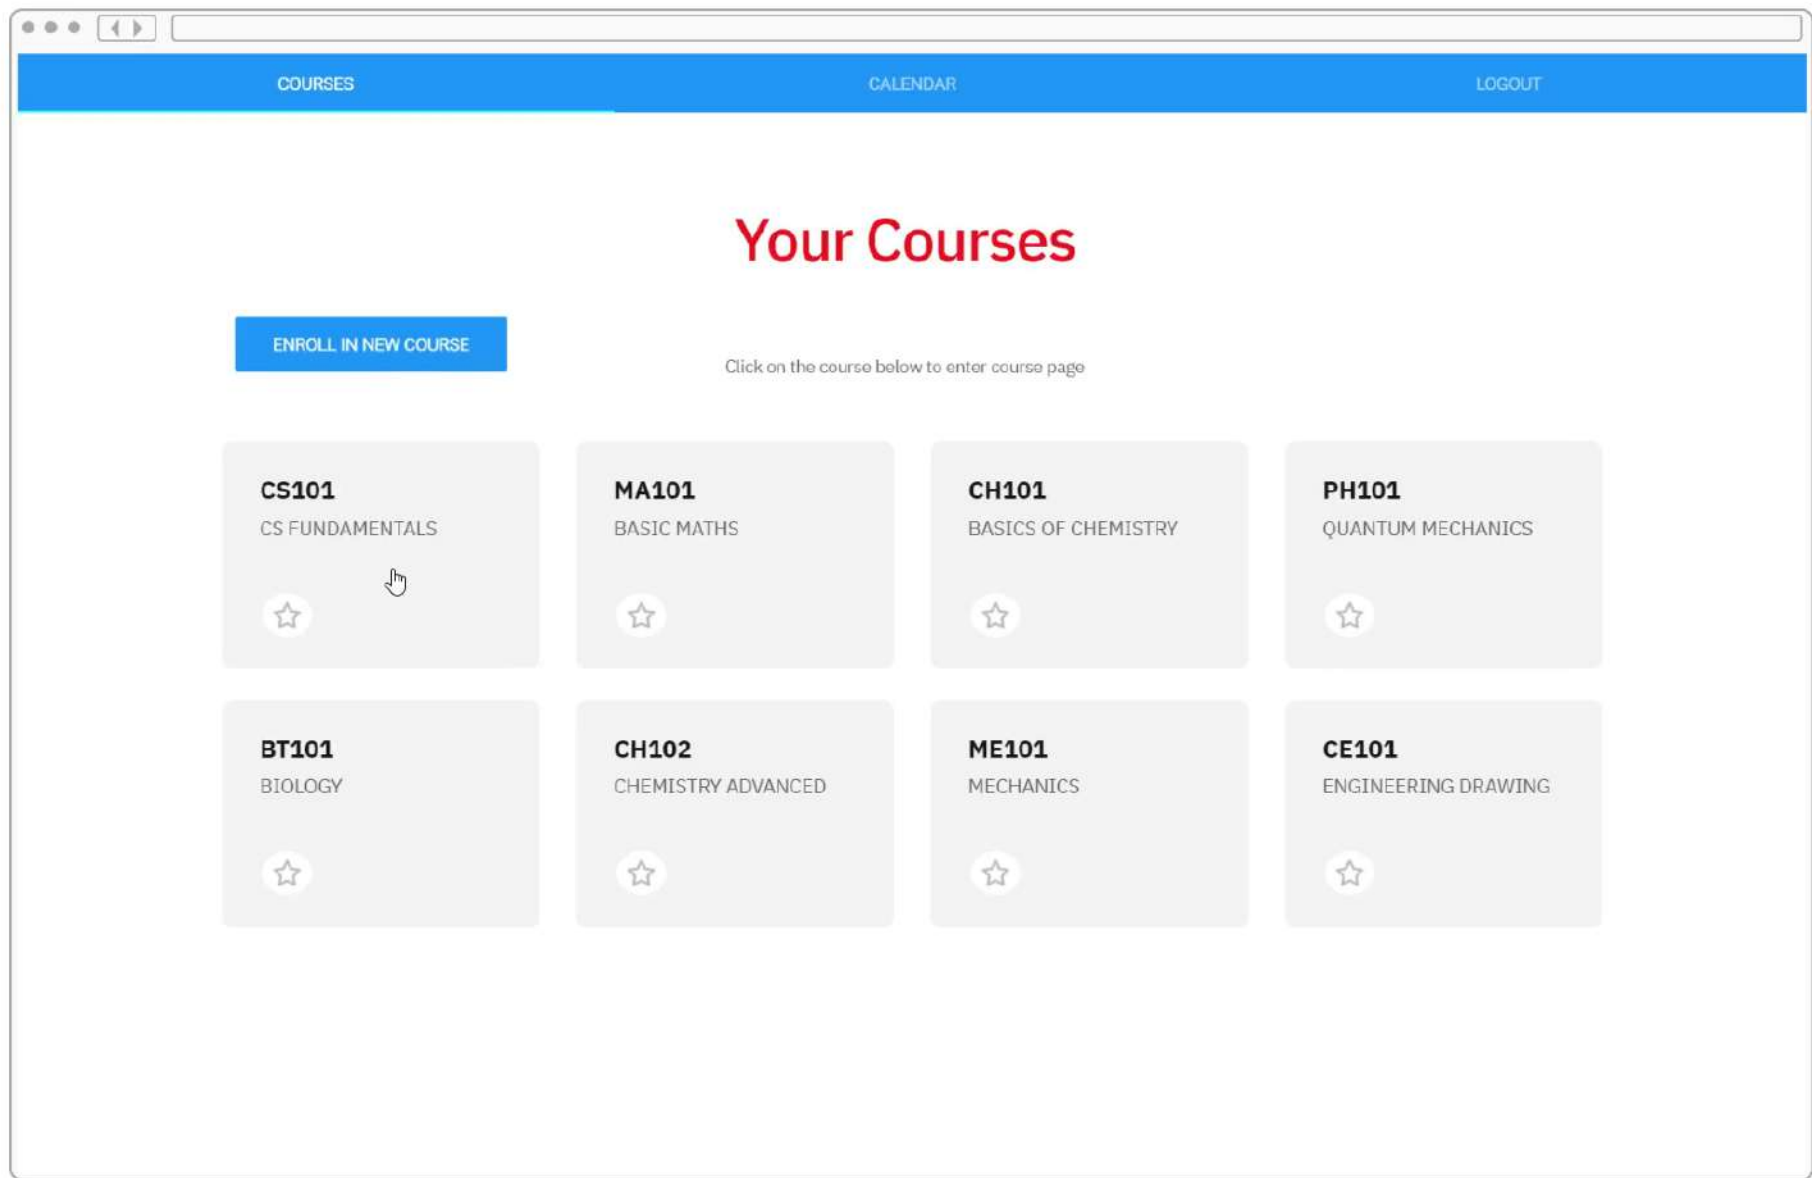 COURSES CALENDAR LOGOUT
Your Courses
ENROLL IN NEW COURSE
Click on the course below to enter course page
CS101
CS FUNDAMENTALS
MA101
BASIC MATHS
CH101
BASICS OF CHEMISTRY
PH101
QUANTUM MECHANICS
BT101
BIOLOGY
CH102
CHEMISTRY ADVANCED
ME101
MECHANICS
CE101
ENGINEERING DRAWING